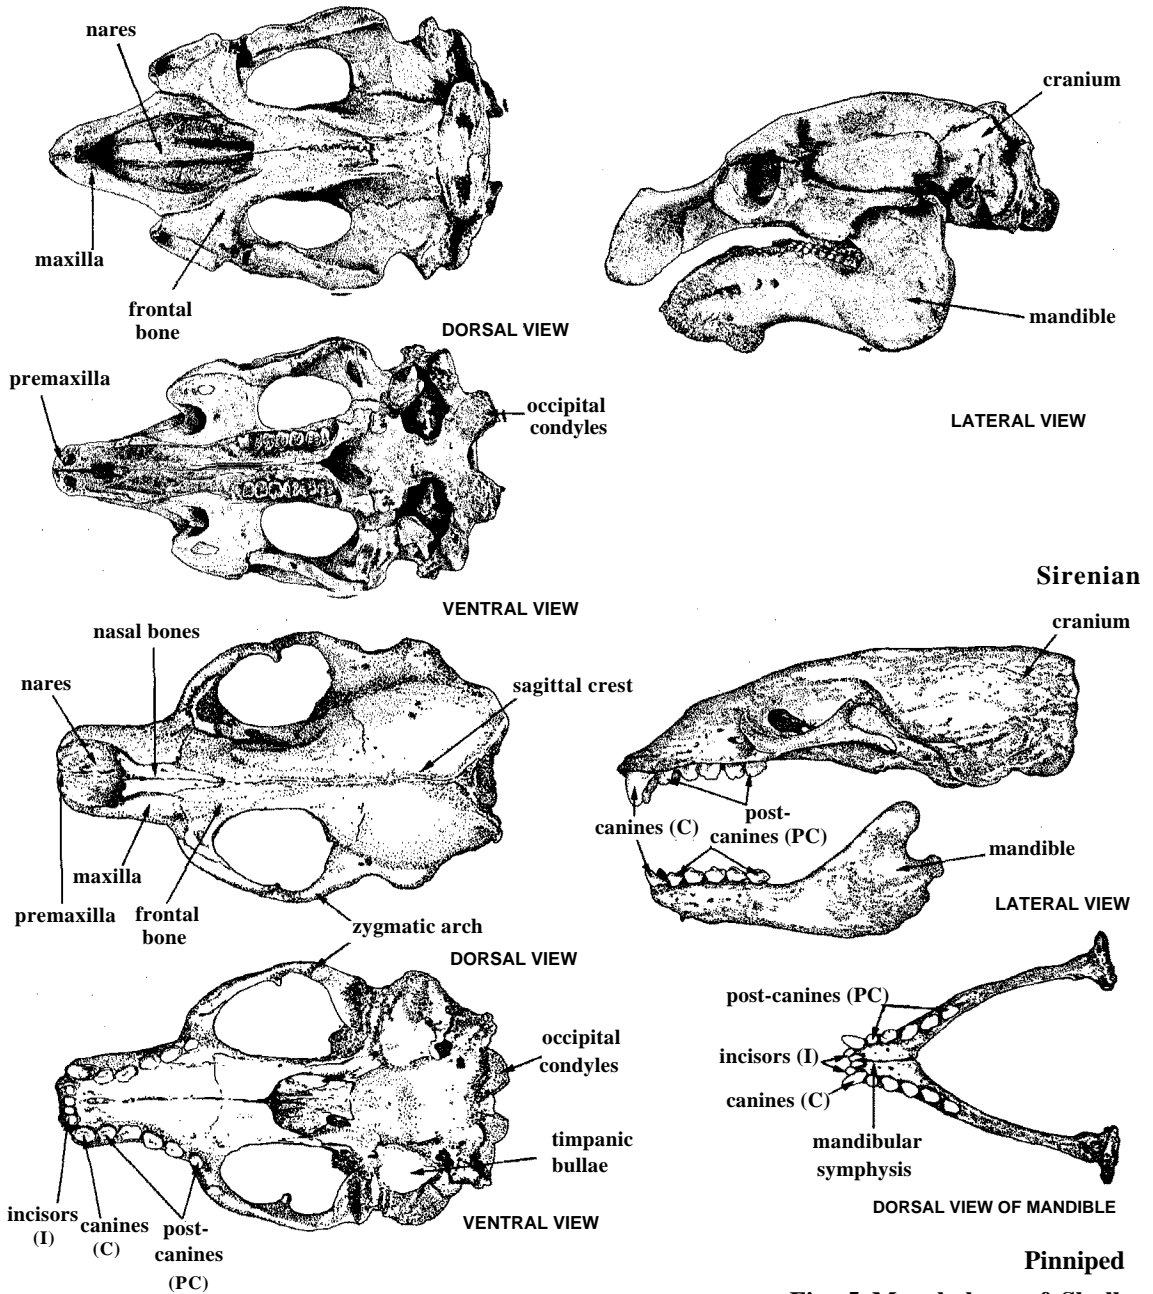 nares
maxilla
frontal
bone
DORSAL VIEW
cranium
mandible
LATERAL VIEW
premaxilla
occipital
condyles
VENTRAL VIEW
Sirenian
nasal bones
nares
sagittal crest
maxilla
premaxilla
frontal
bone
zygmatic arch
DORSAL VIEW
cranium
canines (C)
post-
canines (PC)
mandible
LATERAL VIEW
occipital
condyles
timpanic
bullae
incisors
(I)
canines
(C)
post-
canines
(PC)
VENTRAL VIEW
post-canines (PC)
incisors (I)
canines (C)
mandibular
symphysis
DORSAL VIEW OF MANDIBLE
Pinniped